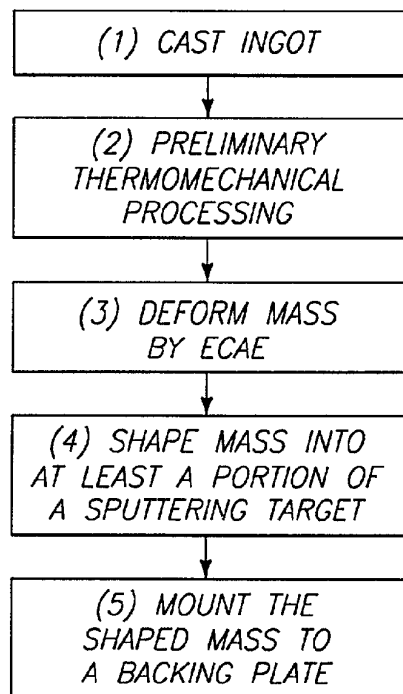 (1) CAST INGOT
(2) PRELIMINARY
THERMOMECHANICAL
PROCESSING
(3) DEFORM MASS
BY ECAE
(4) SHAPE MASS INTO
AT LEAST A PORTION OF
A SPUTTERING TARGET
(5) MOUNT THE
SHAPED MASS TO
A BACKING PLATE